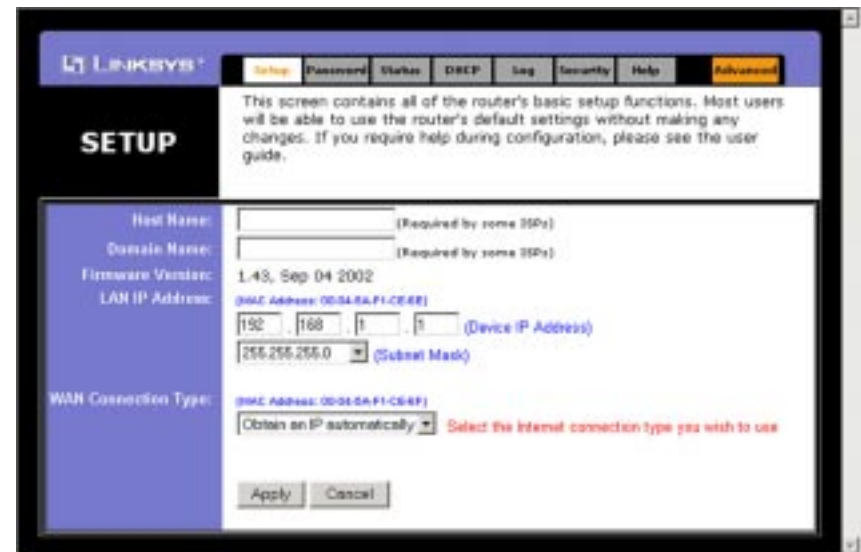 LINKSYS®
Setup Password Status DHCP Log Security Help Advanced
SETUP
This screen contains all of the router's basic setup functions. Most users
will be able to use the router's default settings without making any
changes. If you require help during configuration, please see the user
guide.
Host Name: (Required by some ISPs)
Domain Name: (Required by some ISPs)
Firmware Version: 1.43, Sep 04 2002
LAN IP Address: (MAC Address:
192 . 168 . 1 . 1 (Device IP Address)
255.255.255.0 (Subnet Mask)
WAN Connection Type: (MAC Address:
Obtain an IP automatically Select the Internet connection type you wish to use
Apply Cancel